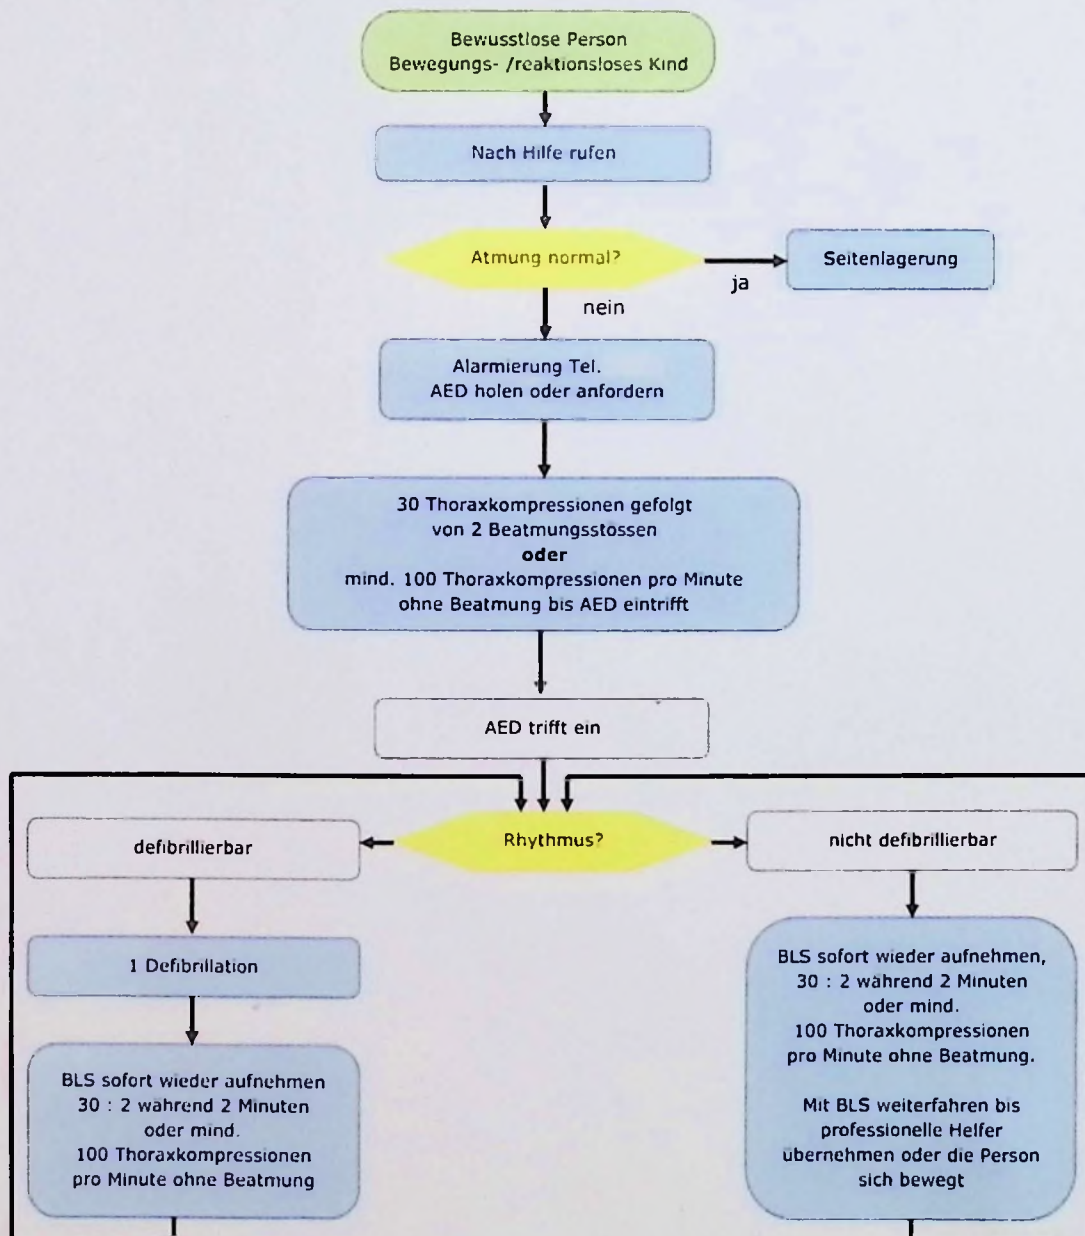 Bewusstlose Person
Bewegungs- /reaktionsloses Kind
Nach Hilfe rufen
Atmung normal?
ja
Seitenlagerung
nein
Alarmierung Tel.
AED holen oder anfordern
30 Thoraxkompressionen gefolgt
von 2 Beatmungsstössen
oder
mind. 100 Thoraxkompressionen pro Minute
ohne Beatmung bis AED eintrifft
AED trifft ein
Rhythmus?
defibrillierbar
1 Defibrillation
BLS sofort wieder aufnehmen
30 : 2 während 2 Minuten
oder mind.
100 Thoraxkompressionen
pro Minute ohne Beatmung
nicht defibrillierbar
BLS sofort wieder aufnehmen,
30 : 2 während 2 Minuten
oder mind.
100 Thoraxkompressionen
pro Minute ohne Beatmung.
Mit BLS weiterfahren bis
professionelle Helfer
übernehmen oder die Person
sich bewegt